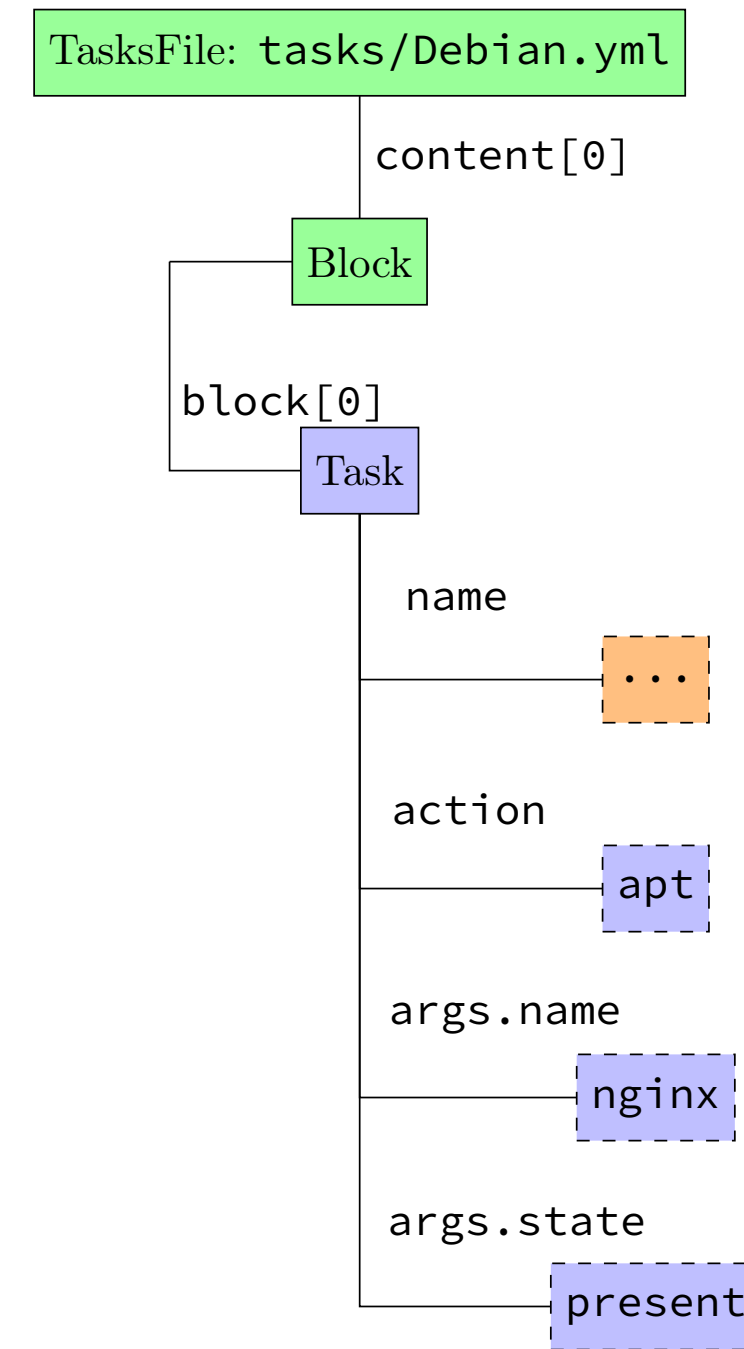 TasksFile: tasks/Debian.yml
content[0]
Block
block[0]
Task
name
...
action
apt
args.name
nginx
args.state
present